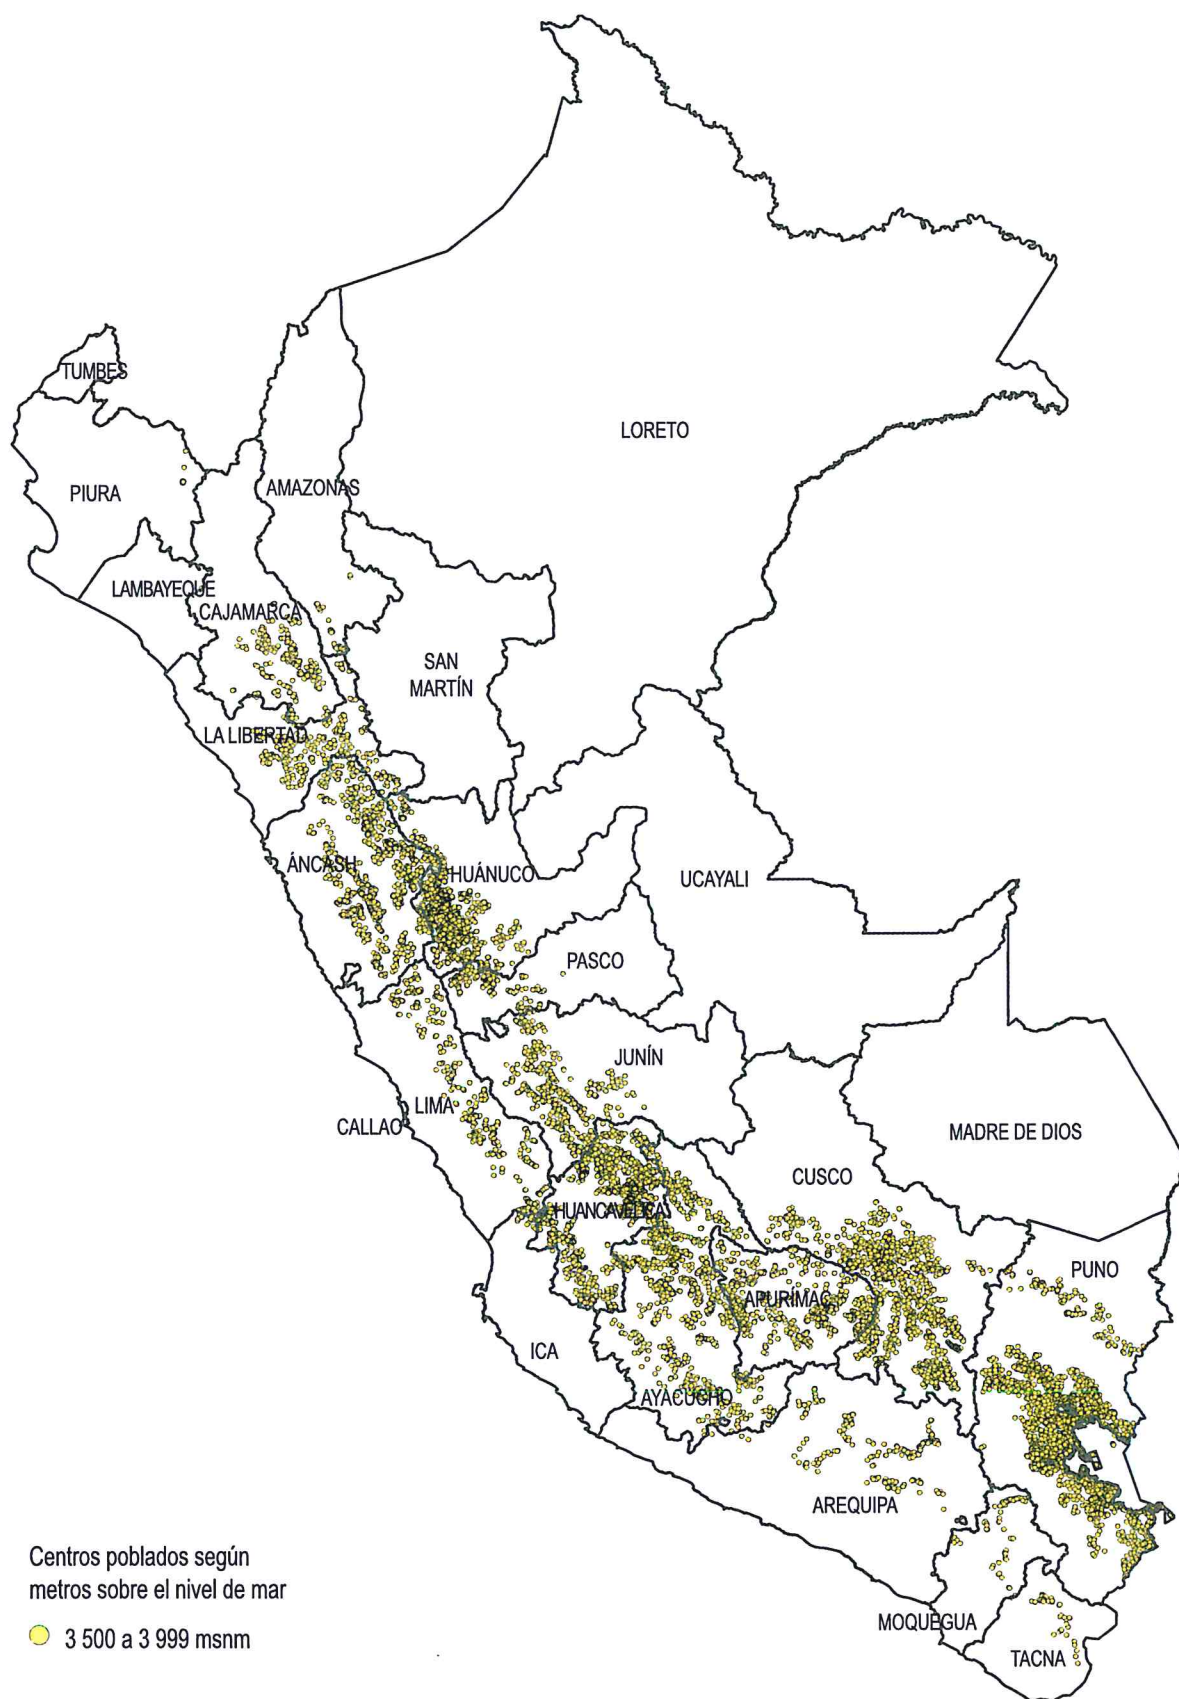 TUMBES
LORETO
PIURA
AMAZONAS
LAMBAYEQUE
CAJAMARCA
SAN
MARTÍN
LA LIBERTAD
ÁNCASH
HUÁNUCO
UCAYALI
PASCO
JUNÍN
LIMA
CALLAO
MADRE DE DIOS
CUSCO
HUANCAVELICA
PUNO
APURÍMAC
ICA
AYACUCHO
AREQUIPA
MOQUEGUA
TACNA
Centros poblados según
metros sobre el nivel de mar
3 500 a 3 999 msnm